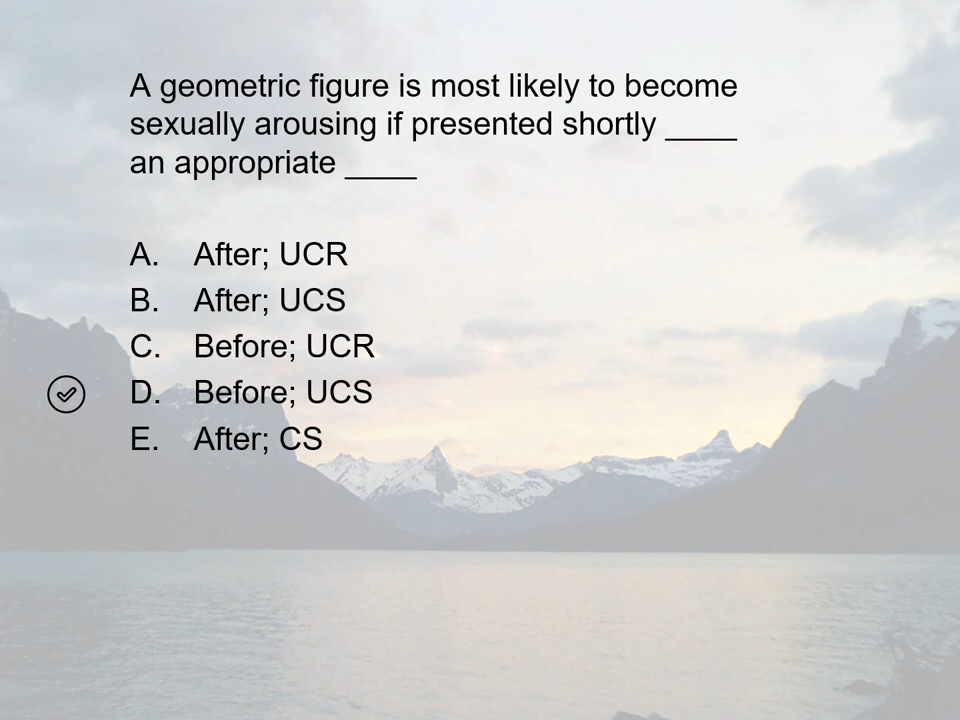 A geometric figure is most likely to become
sexually arousing if presented shortly ____
an appropriate ____
A. After; UCR
B. After; UCS
C. Before; UCR
D. Before; UCS
E. After; CS